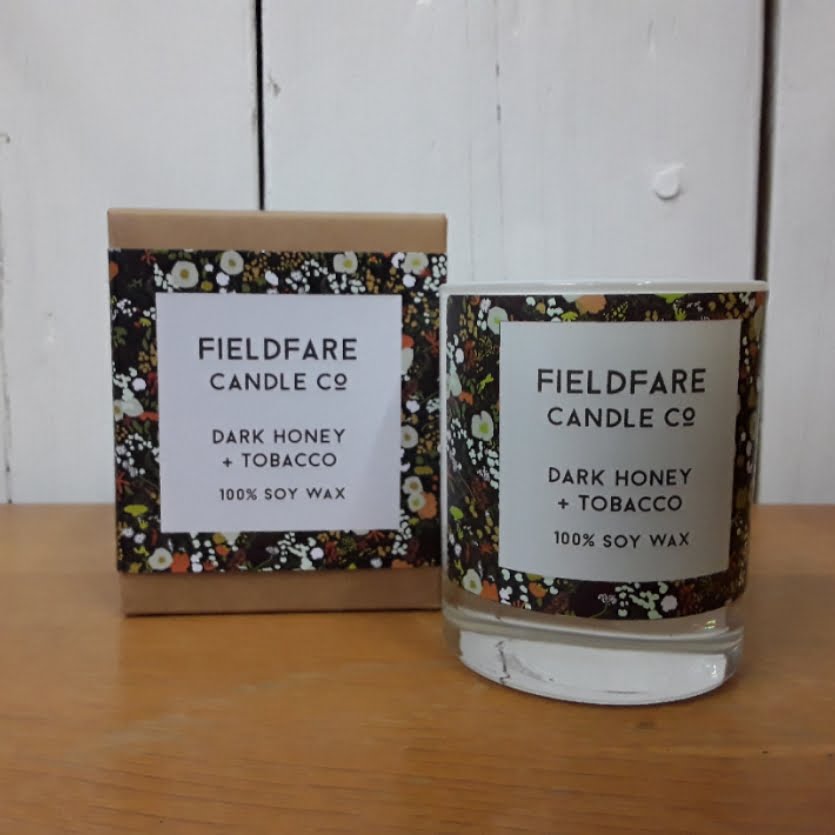 FIELDFARE
CANDLE Cº
DARK HONEY
+ TOBACCO
100% SOY WAX
FIELDFARE
CANDLE Cº
DARK HONEY
+ TOBACCO
100% SOY WAX